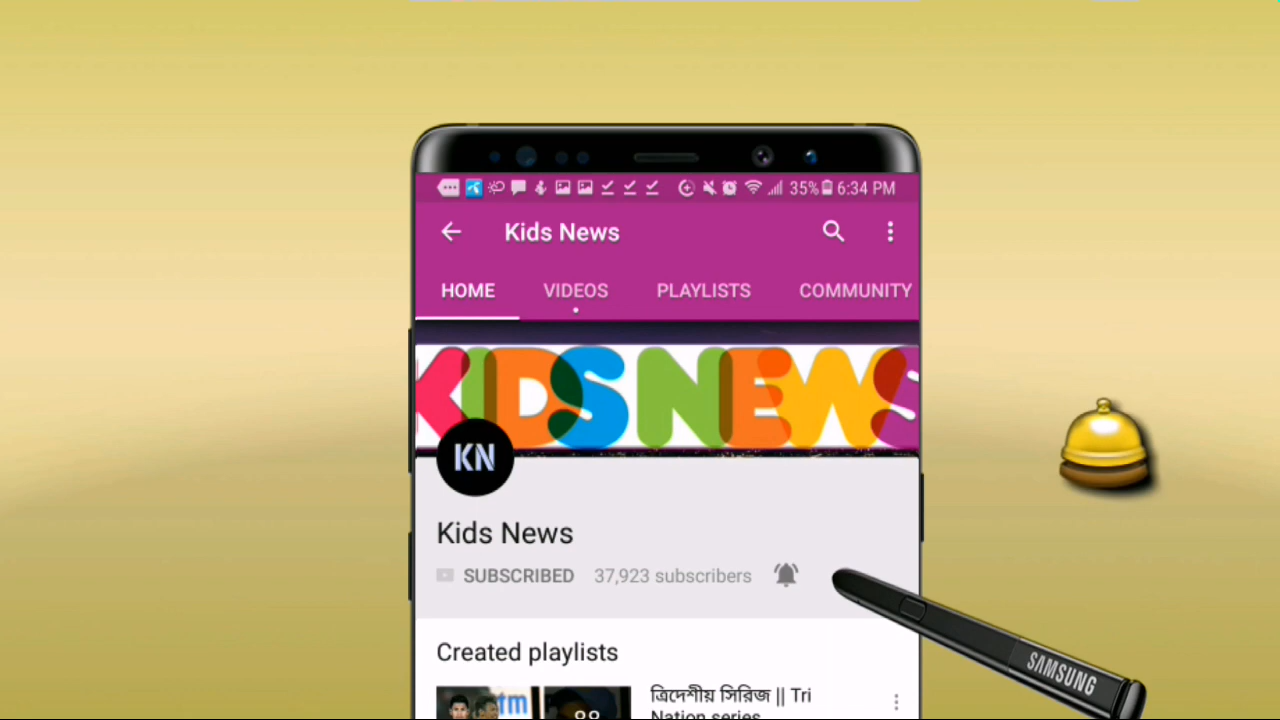 35% 6:34 PM
Kids News
HOME VIDEOS PLAYLISTS COMMUNITY
KIDS NEWS
KN
Kids News
SUBSCRIBED 37,923 subscribers
SAMSUNG
Created playlists
ত্রিদেশীয় সিরিজ || Tri
Nation series